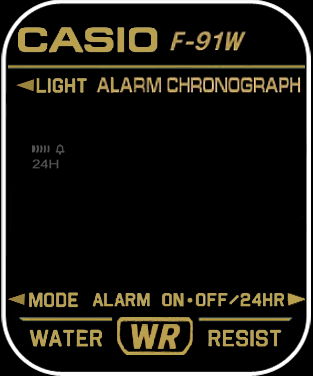 CASIO F-91W
LIGHT ALARM CHRONOGRAPH
24H
MODE ALARM ON•OFF/24HR
WATER WR RESIST